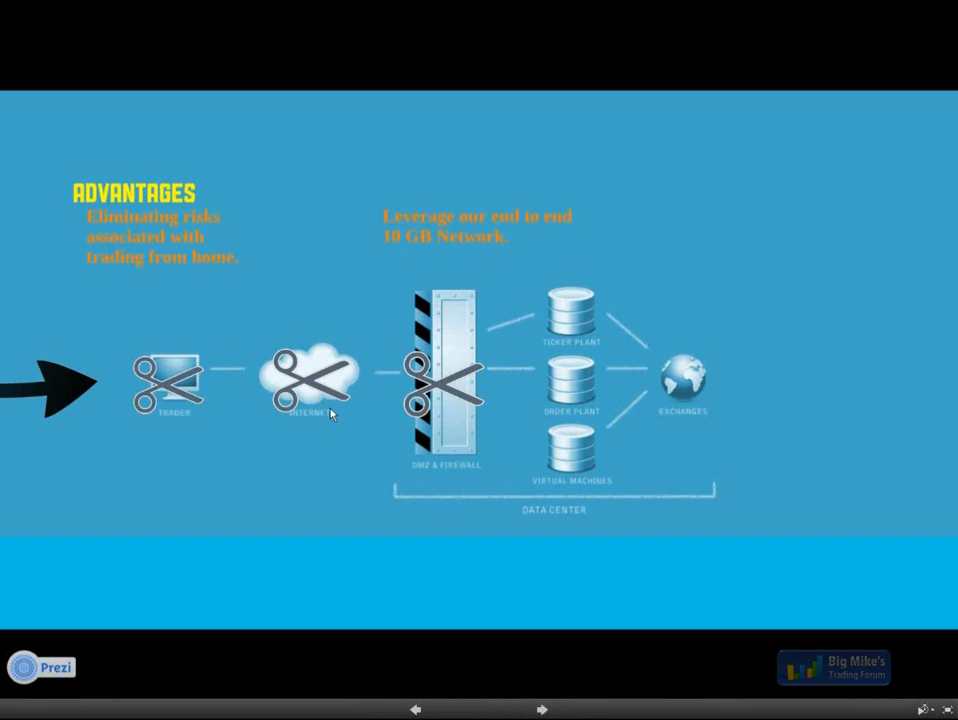 ADVANTAGES
Eliminating risks
associated with
trading from home.
Leverage our end to end
10 GB Network.
TICKER PLANT
TRADER
INTERNET
ORDER PLANT
EXCHANGES
DMZ & FIREWALL
VIRTUAL MACHINES
DATA CENTER
Prezi
Big Mike's
Trading Forum